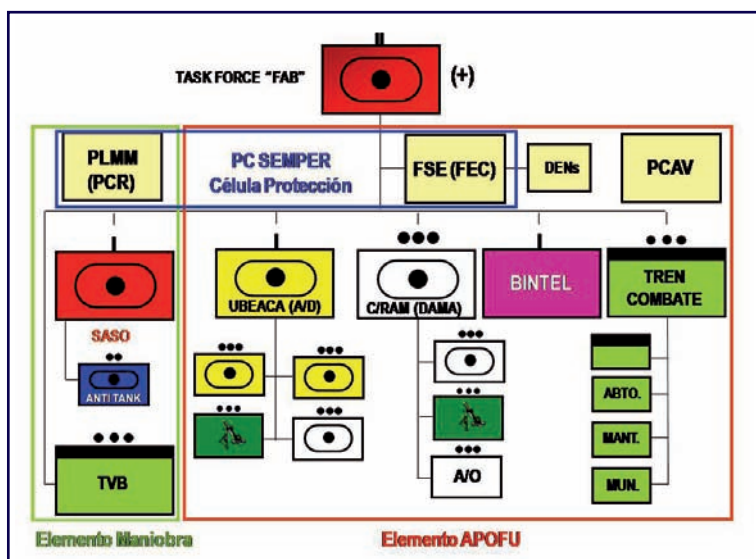 TASK FORCE "FAB"
(+)
PLMM
(PCR)
PC SEMPER
Célula Protección
FSE (FEC)
DENs
PCAV
UBEACA (A/D)
C/RAM (DAMA)
BINTEL
TREN
COMBATE
SASO
ANTI TANK
ABTO.
MANT.
TVB
A/O
MUN.
Elemento Maniobra
Elemento APOFU